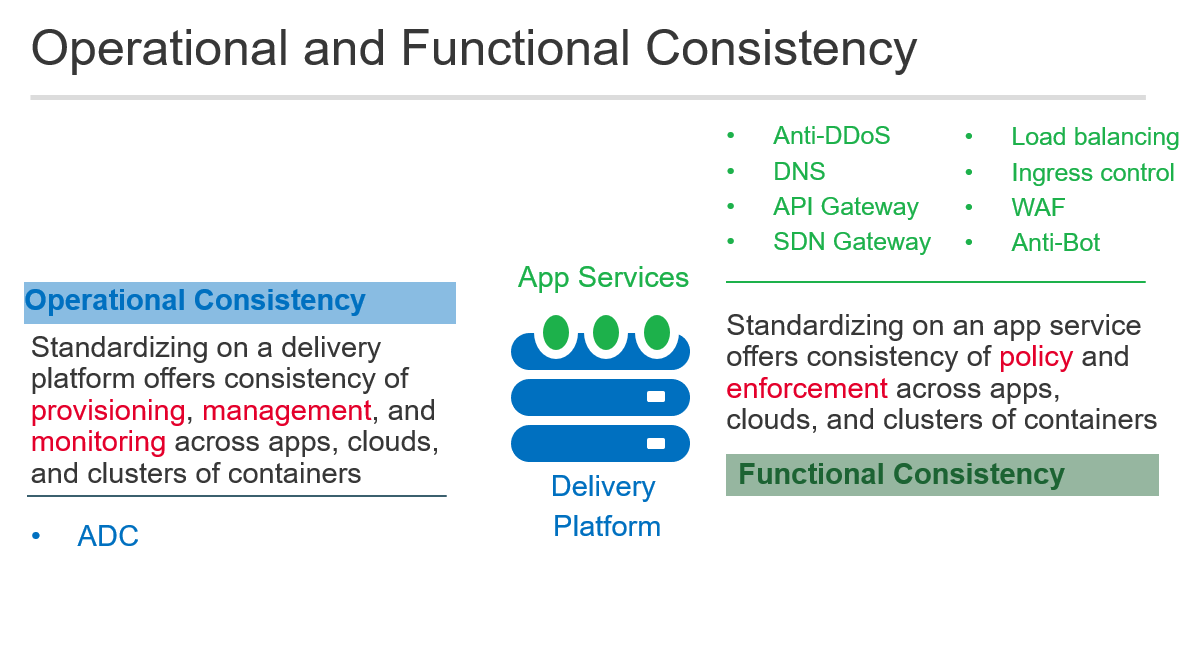 Operational and Functional Consistency
Operational Consistency
Standardizing on a delivery
platform offers consistency of
provisioning, management, and
monitoring across apps, clouds,
and clusters of containers
• ADC
App Services
Delivery
Platform
• Anti-DDoS
• DNS
• API Gateway
• SDN Gateway
• Load balancing
• Ingress control
• WAF
• Anti-Bot
Standardizing on an app service
offers consistency of policy and
enforcement across apps,
clouds, and clusters of containers
Functional Consistency